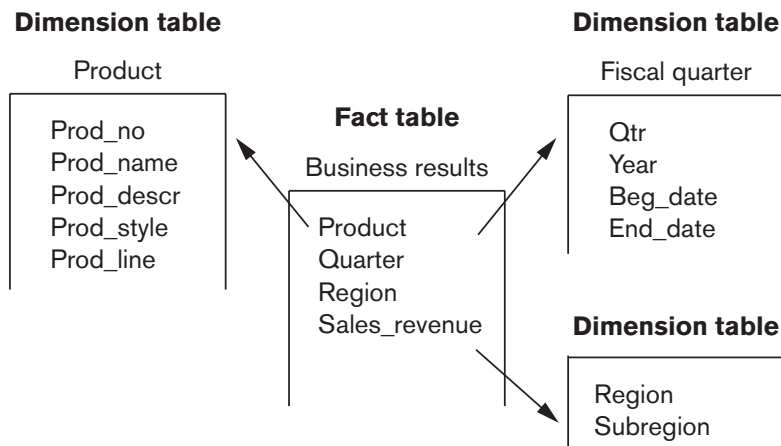 Dimension table
Product
Prod_no
Prod_name
Prod_descr
Prod_style
Prod_line
Fact table
Business results
Product
Quarter
Region
Sales_revenue
Dimension table
Fiscal quarter
Qtr
Year
Beg_date
End_date
Dimension table
Region
Subregion